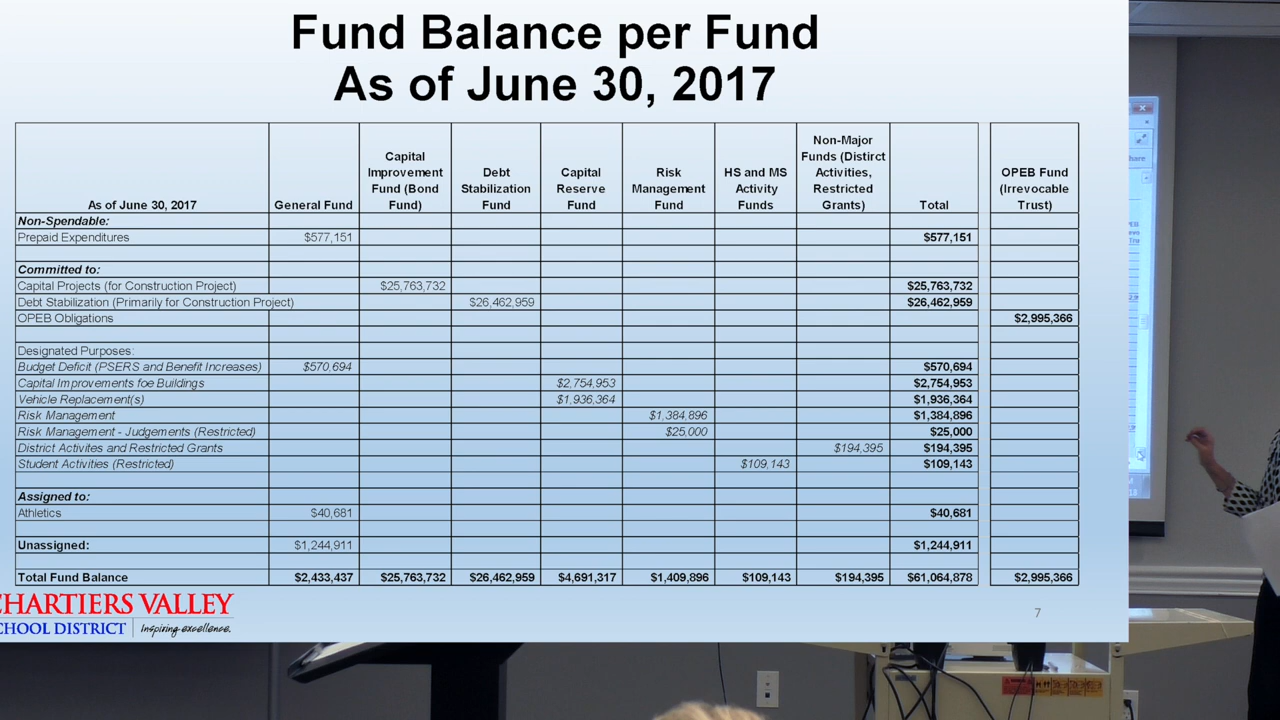 Fund Balance per Fund
As of June 30, 2017
As of June 30, 2017 General Fund Capital Improvement Fund (Bond Fund) Debt Stabilization Fund Capital Reserve Fund Risk Management Fund HS and MS Activity Funds Non-Major Funds (Distirct Activities, Restricted Grants) Total OPEB Fund (Irrevocable Trust)
Non-Spendable:
Prepaid Expenditures $577,151 $577,151
Committed to:
Capital Projects (for Construction Project) $25,763,732 $25,763,732
Debt Stabilization (Primarily for Construction Project) $26,462,959 $26,462,959
OPEB Obligations $2,995,366
Designated Purposes:
Budget Deficit (PSERS and Benefit Increases) $570,694 $570,694
Capital Improvements foe Buildings $2,754,953 $2,754,953
Vehicle Replacement(s) $1,936,364 $1,936,364
Risk Management $1,384,896 $1,384,896
Risk Management - Judgements (Restricted) $25,000 $25,000
District Activites and Restricted Grants $194,395 $194,395
Student Activities (Restricted) $109,143 $109,143
Assigned to:
Athletics $40,681 $40,681
Unassigned: $1,244,911 $1,244,911
Total Fund Balance $2,433,437 $25,763,732 $26,462,959 $4,691,317 $1,409,896 $109,143 $194,395 $61,064,878 $2,995,366
CHARTIERS VALLEY
SCHOOL DISTRICT Inspiring excellence.
7
hare